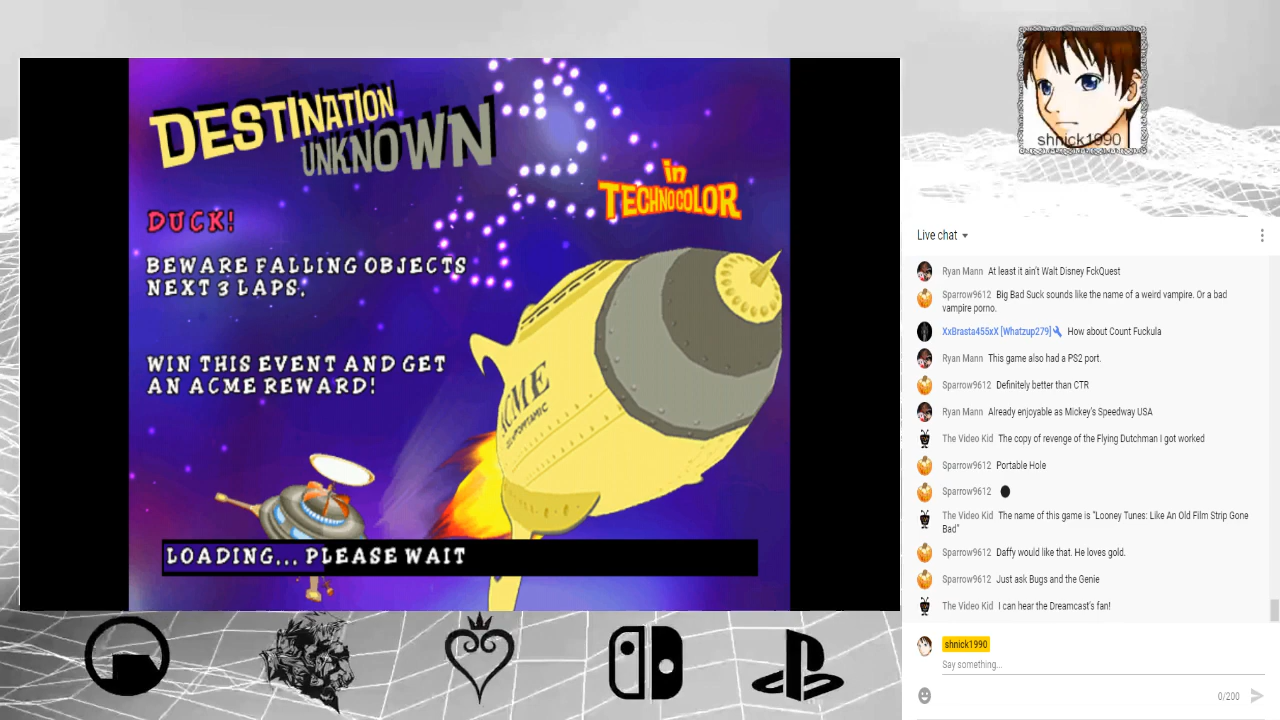 DESTINATION
UNKNOWN
in
TECHNOCOLOR
DUCK!
BEWARE FALLING OBJECTS
NEXT 3 LAPS.
WIN THIS EVENT AND GET
AN ACME REWARD!
ACME
LOADING... PLEASE WAIT
shnick1990
Live chat
Ryan Mann At least it ain't Walt Disney FckQuest
Sparrow9612 Big Bad Suck sounds like the name of a weird vampire. Or a bad
vampire porno.
XxBrasta455xX [Whatzup279] How about Count Fuckula
Ryan Mann This game also had a PS2 port.
Sparrow9612 Definitely better than CTR
Ryan Mann Already enjoyable as Mickey's Speedway USA
The Video Kid The copy of revenge of the Flying Dutchman I got worked
Sparrow9612 Portable Hole
Sparrow9612
The Video Kid The name of this game is "Looney Tunes: Like An Old Film Strip Gone
Bad"
Sparrow9612 Daffy would like that. He loves gold.
Sparrow9612 Just ask Bugs and the Genie
The Video Kid I can hear the Dreamcast's fan!
shnick1990
Say something...
0/200